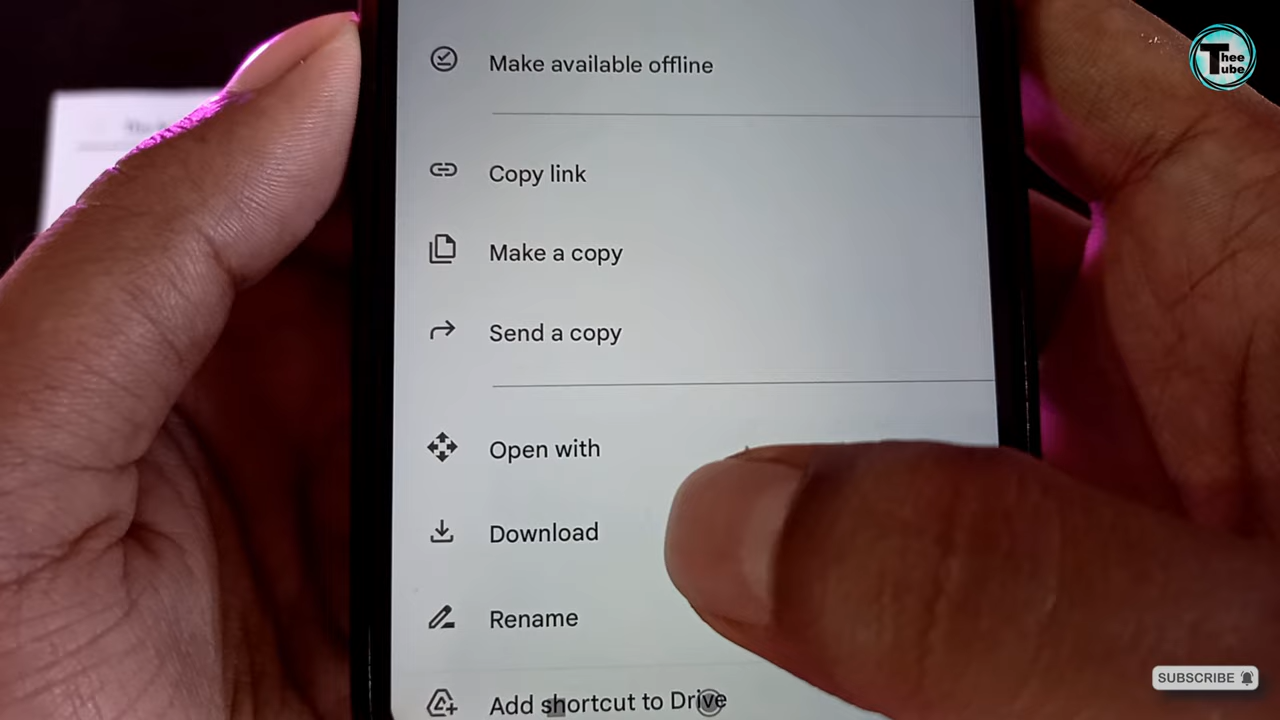 Thee
Tube
Make available offline
Copy link
Make a copy
Send a copy
Open with
Download
Rename
Add shortcut to Drive
SUBSCRIBE